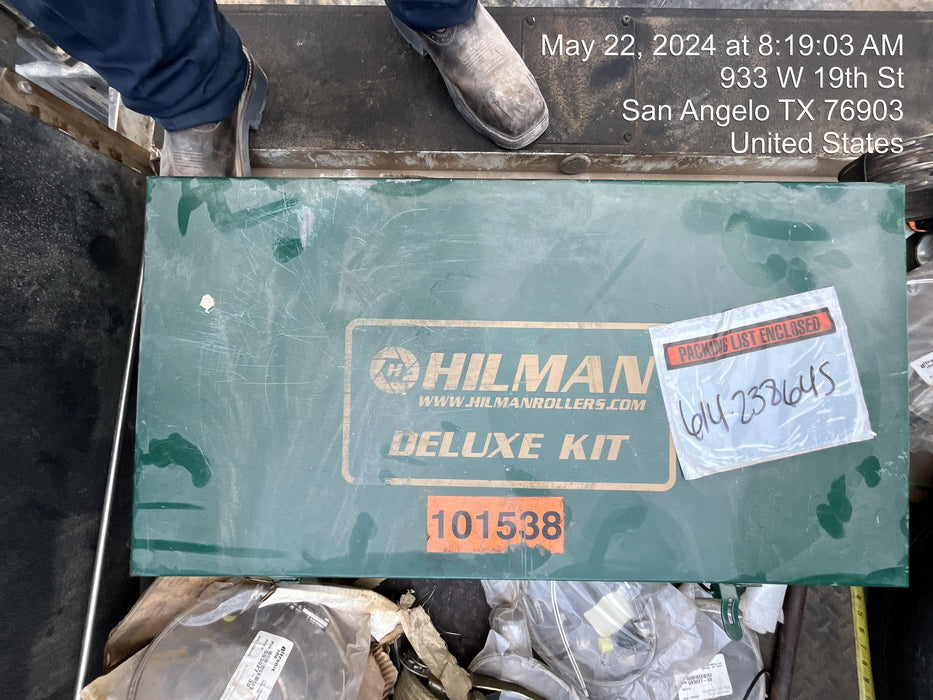 May 22, 2024 at 8:19:03 AM
933 W 19th St
San Angelo TX 76903
United States
PACKING LIST ENCLOSED
614-238645
H HILMAN
WWW.HILMANROLLERS.COM
DELUXE KIT
101538